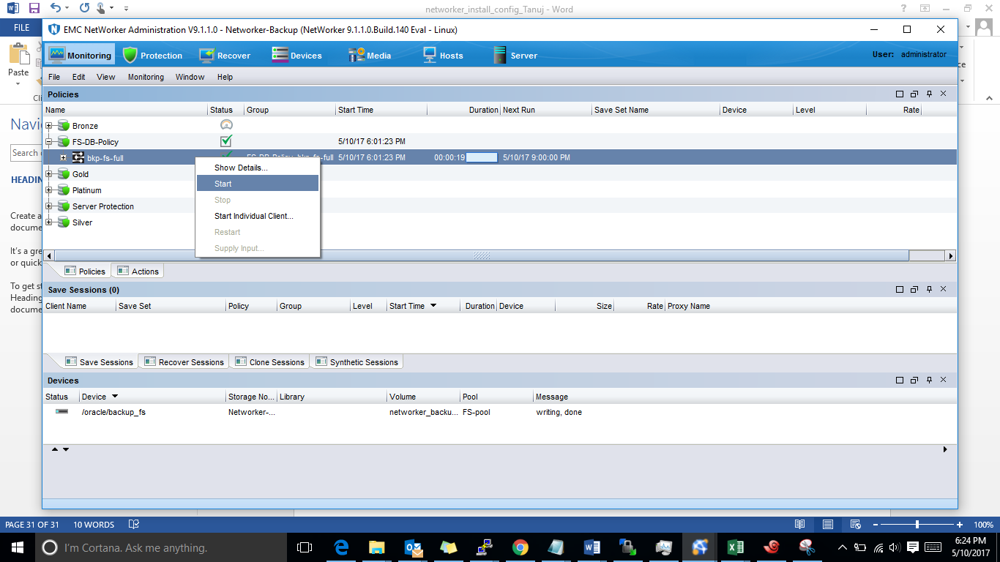 networker_install_config_Tanuj - Word
FILE
EMC NetWorker Administration V9.1.1.0 - Networker-Backup (NetWorker 9.1.1.0.Build.140 Eval - Linux)
Paste
Monitoring Protection Recover Devices Media Hosts Server User: administrator
File Edit View Monitoring Window Help
Policies
Name Status Group Start Time Duration Next Run Save Set Name Device Level Rate
Bronze
FS-DB-Policy 5/10/17 6:01:23 PM
bkp-fs-full FS-DB-Policy, bkp-fs-full 5/10/17 6:01:23 PM 00:00:19 5/10/17 9:00:00 PM
Gold
Platinum
Server Protection
Silver
Show Details...
Start
Stop
Start Individual Client...
Restart
Supply Input...
Navi
Search
HEADIN
Create a
docume
It's a gre
or quick
To get st
Heading
docume
Policies Actions
Save Sessions (0)
Client Name Save Set Policy Group Level Start Time Duration Device Size Rate Proxy Name
Save Sessions Recover Sessions Clone Sessions Synthetic Sessions
Devices
Status Device Storage No... Library Volume Pool Message
/oracle/backup_fs Networker-... networker_backu... FS-pool writing, done
PAGE 31 OF 31 10 WORDS 100%
I'm Cortana. Ask me anything.
6:24 PM
5/10/2017